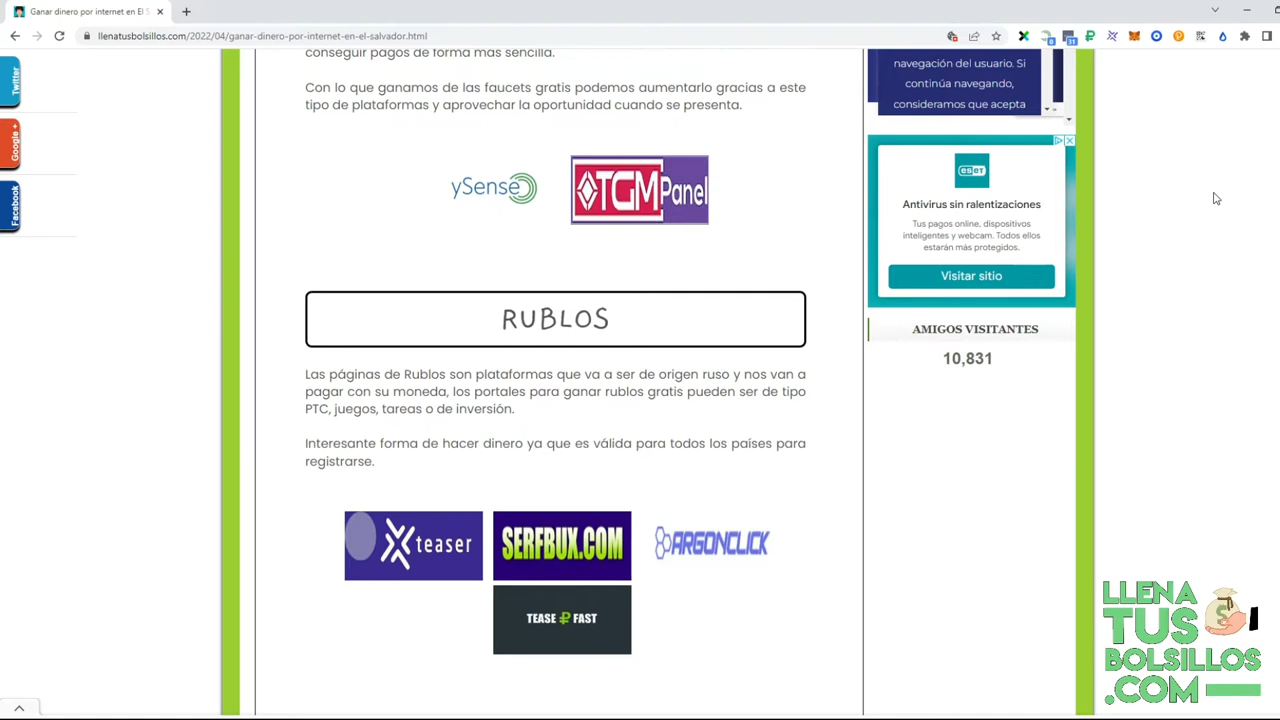 Ganar dinero por internet en El S
llenatusbolsillos.com/2022/04/ganar-dinero-por-internet-en-el-salvador.html
Twitter
Google +
Facebook
conseguir pagos de forma más sencilla.
Con lo que ganamos de las faucets gratis podemos aumentarlo gracias a este
tipo de plataformas y aprovechar la oportunidad cuando se presenta.
ySense
TGMPanel
RUBLOS
Las páginas de Rublos son plataformas que va a ser de origen ruso y nos van a
pagar con su moneda, los portales para ganar rublos gratis pueden ser de tipo
PTC, juegos, tareas o de inversión.
Interesante forma de hacer dinero ya que es válida para todos los países para
registrarse.
teaser
SERFBUX.COM
ARGONCLICK
TEASE ₽ FAST
navegación del usuario. Si
continúa navegando,
consideramos que acepta
eset
Antivirus sin ralentizaciones
Tus pagos online, dispositivos
inteligentes y webcam. Todos ellos
estarán más protegidos.
Visitar sitio
AMIGOS VISITANTES
10,831
LLENA
TUS
BOLSILLOS
.COM